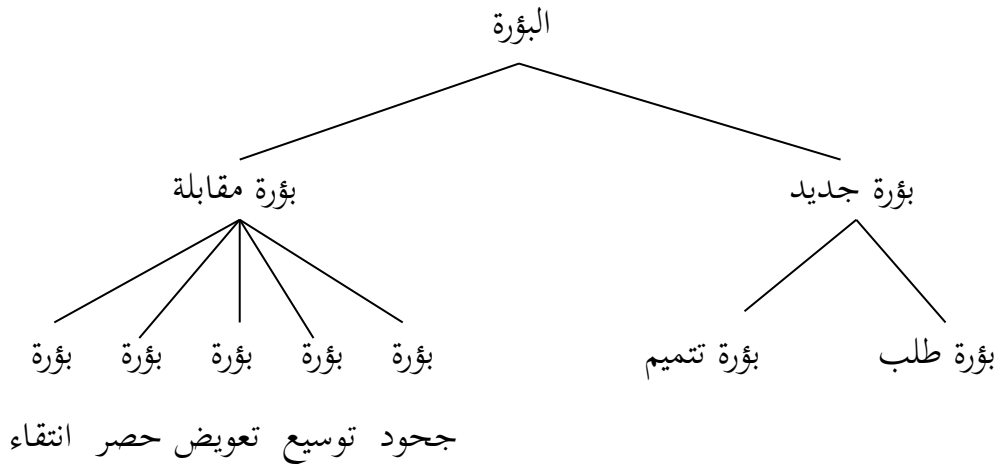 البؤرة
بؤرة جديد بؤرة مقابلة
بؤرة طلب بؤرة تتميم بؤرة بؤرة بؤرة بؤرة بؤرة
جحود توسيع تعويض حصر انتقاء